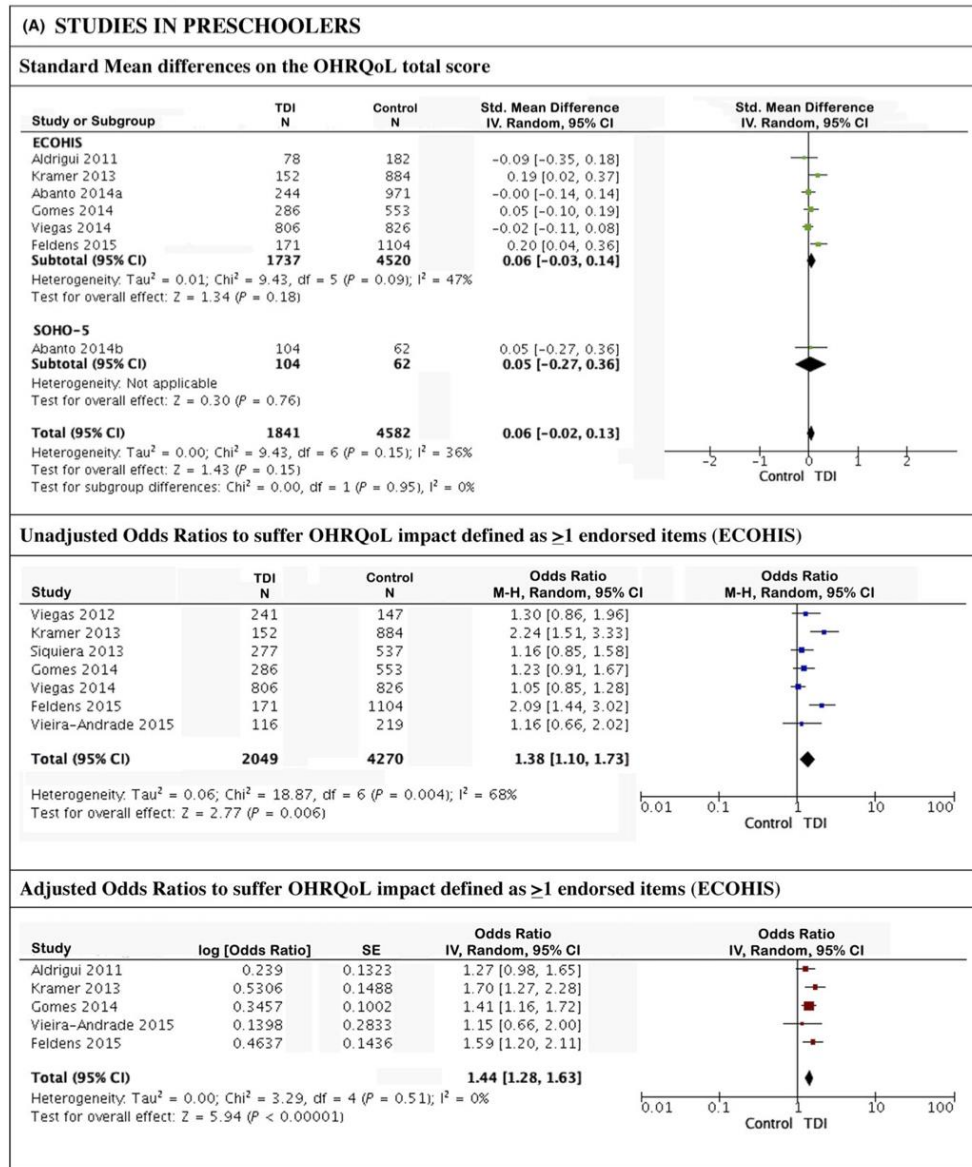 (A) STUDIES IN PRESCHOOLERS
Standard Mean differences on the OHRQoL total score
TDI Control Std. Mean Difference Std. Mean Difference
Study or Subgroup N N IV. Random, 95% CI IV. Random, 95% CI
ECOHIS
Aldrigui 2011 78 182 -0.09 [-0.35, 0.18]
Kramer 2013 152 884 0.19 [0.02, 0.37]
Abanto 2014a 244 971 -0.00 [-0.14, 0.14]
Gomes 2014 286 553 0.05 [-0.10, 0.19]
Viegas 2014 806 826 -0.02 [-0.11, 0.08]
Feldens 2015 171 1104 0.20 [0.04, 0.36]
Subtotal (95% CI) 1737 4520 0.06 [-0.03, 0.14]
Heterogeneity: Tau² = 0.01; Chi² = 9.43, df = 5 (P = 0.09); I² = 47%
Test for overall effect: Z = 1.34 (P = 0.18)
SOHO-5
Abanto 2014b 104 62 0.05 [-0.27, 0.36]
Subtotal (95% CI) 104 62 0.05 [-0.27, 0.36]
Heterogeneity: Not applicable
Test for overall effect: Z = 0.30 (P = 0.76)
Total (95% CI) 1841 4582 0.06 [-0.02, 0.13]
Heterogeneity: Tau² = 0.00; Chi² = 9.43, df = 6 (P = 0.15); I² = 36%
Test for overall effect: Z = 1.43 (P = 0.15)
Test for subgroup differences: Chi² = 0.00, df = 1 (P = 0.95), I² = 0%
-2 -1 0 1 2
Control TDI
Unadjusted Odds Ratios to suffer OHRQoL impact defined as ≥1 endorsed items (ECOHIS)
TDI Control Odds Ratio Odds Ratio
Study N N M-H, Random, 95% CI M-H, Random, 95% CI
Viegas 2012 241 147 1.30 [0.86, 1.96]
Kramer 2013 152 884 2.24 [1.51, 3.33]
Siquiera 2013 277 537 1.16 [0.85, 1.58]
Gomes 2014 286 553 1.23 [0.91, 1.67]
Viegas 2014 806 826 1.05 [0.85, 1.28]
Feldens 2015 171 1104 2.09 [1.44, 3.02]
Vieira-Andrade 2015 116 219 1.16 [0.66, 2.02]
Total (95% CI) 2049 4270 1.38 [1.10, 1.73]
Heterogeneity: Tau² = 0.06; Chi² = 18.87, df = 6 (P = 0.004); I² = 68%
Test for overall effect: Z = 2.77 (P = 0.006)
0.01 0.1 1 10 100
Control TDI
Adjusted Odds Ratios to suffer OHRQoL impact defined as ≥1 endorsed items (ECOHIS)
Odds Ratio Odds Ratio
Study log [Odds Ratio] SE IV, Random, 95% CI IV, Random, 95% CI
Aldrigui 2011 0.239 0.1323 1.27 [0.98, 1.65]
Kramer 2013 0.5306 0.1488 1.70 [1.27, 2.28]
Gomes 2014 0.3457 0.1002 1.41 [1.16, 1.72]
Vieira-Andrade 2015 0.1398 0.2833 1.15 [0.66, 2.00]
Feldens 2015 0.4637 0.1436 1.59 [1.20, 2.11]
Total (95% CI) 1.44 [1.28, 1.63]
Heterogeneity: Tau² = 0.00; Chi² = 3.29, df = 4 (P = 0.51); I² = 0%
Test for overall effect: Z = 5.94 (P < 0.00001)
0.01 0.1 1 10 100
Control TDI